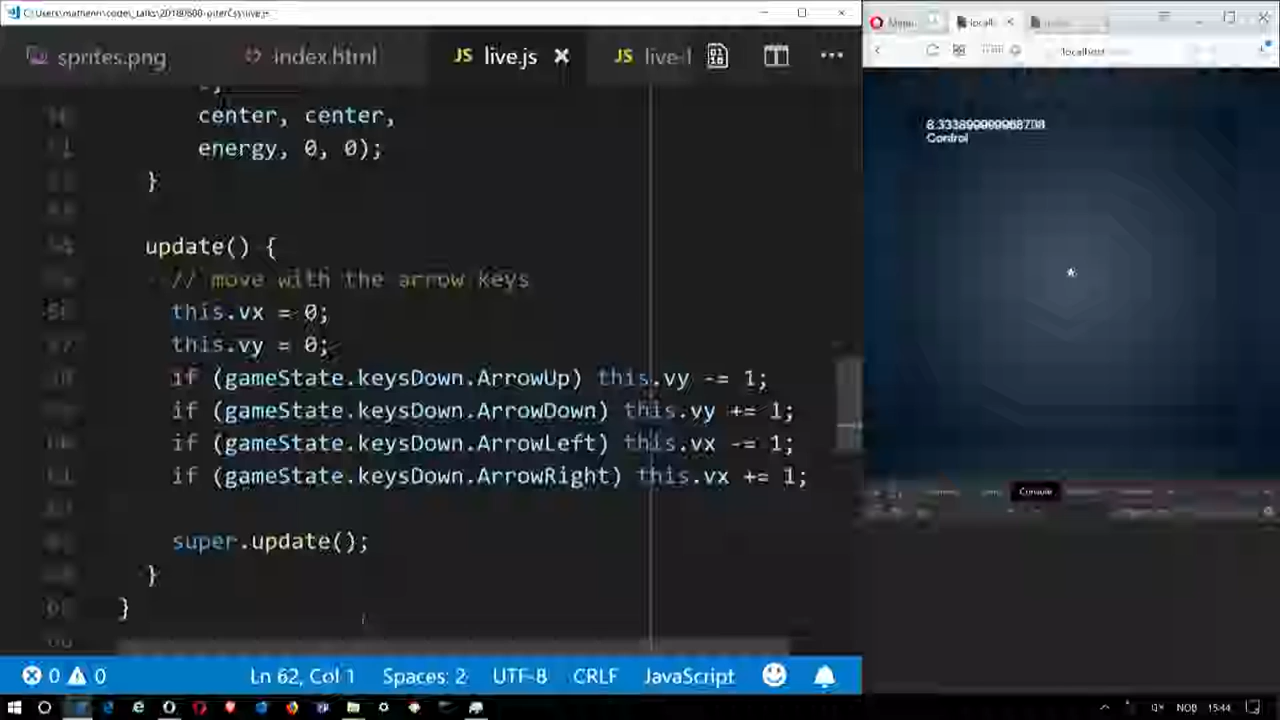 sprites.png
index.html
JS live.js
JS live-l
center, center,
energy, 0, 0);
}
update() {
// move with the arrow keys
this.vx = 0;
this.vy = 0;
if (gameState.keysDown.ArrowUp) this.vy -= 1;
if (gameState.keysDown.ArrowDown) this.vy += 1;
if (gameState.keysDown.ArrowLeft) this.vx -= 1;
if (gameState.keysDown.ArrowRight) this.vx += 1;
super.update();
}
}
0 0
Ln 62, Col 1
Spaces: 2
UTF-8
CRLF
JavaScript
Menu
localhost
Control
Console
NOB
15:44